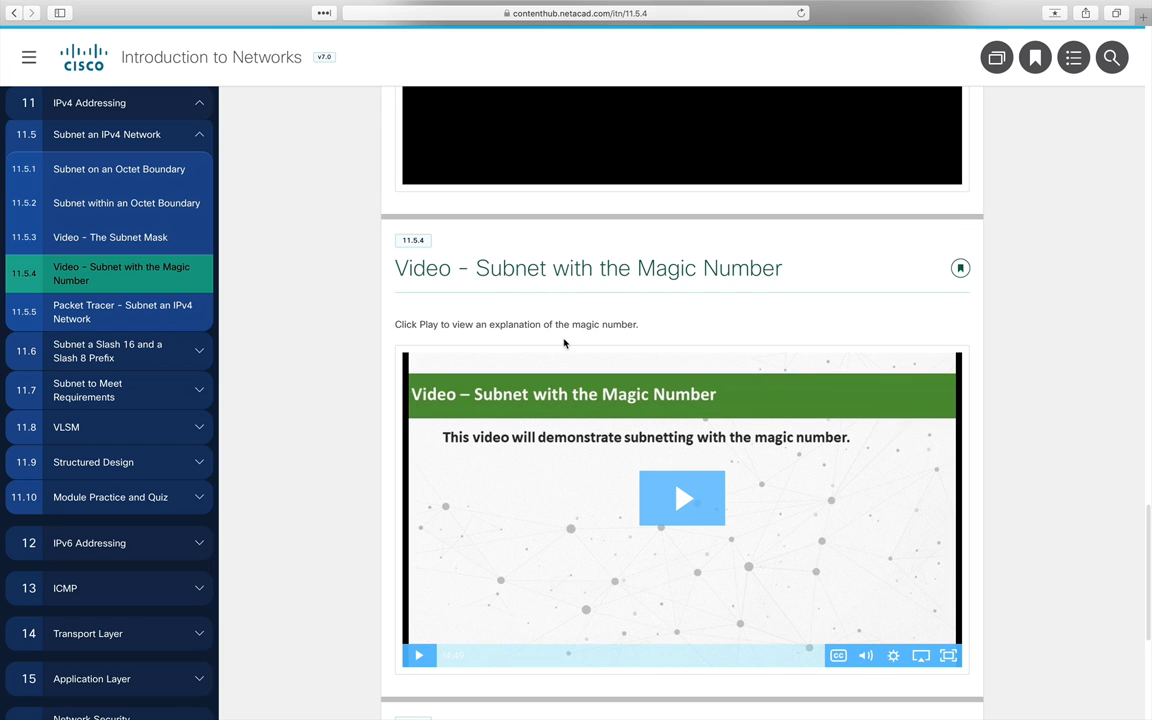 contenthub.netacad.com/itn/11.5.4
CISCO
Introduction to Networks
v7.0
11 IPv4 Addressing
11.5 Subnet an IPv4 Network
11.5.1 Subnet on an Octet Boundary
11.5.2 Subnet within an Octet Boundary
11.5.3 Video - The Subnet Mask
11.5.4 Video - Subnet with the Magic
Number
11.5.5 Packet Tracer - Subnet an IPv4
Network
11.6 Subnet a Slash 16 and a
Slash 8 Prefix
11.7 Subnet to Meet
Requirements
11.8 VLSM
11.9 Structured Design
11.10 Module Practice and Quiz
12 IPv6 Addressing
13 ICMP
14 Transport Layer
15 Application Layer
Network Security
11.5.4
Video - Subnet with the Magic Number
Click Play to view an explanation of the magic number.
Video – Subnet with the Magic Number
This video will demonstrate subnetting with the magic number.
CC